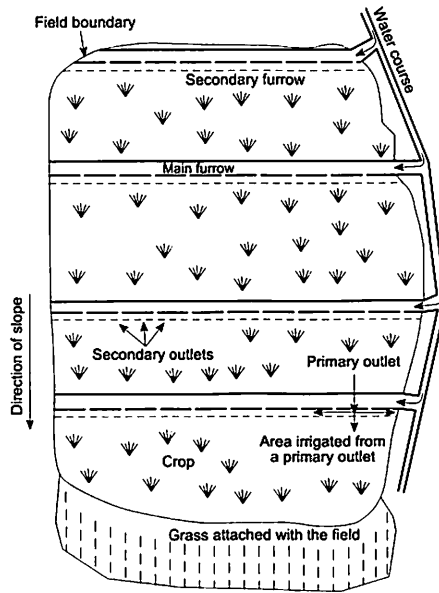 Field boundary
Water course
Secondary furrow
Main furrow
Secondary outlets
Primary outlet
Direction of slope
Area irrigated from
a primary outlet
Crop
Grass attached with the field